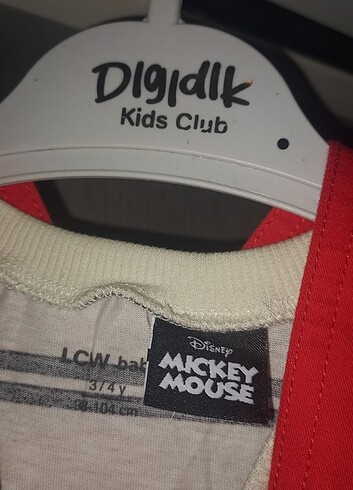 Dıgıdık
Kids Club
LCW bab
3/4 y
98-104 cm
Disney
MICKEY
MOUSE